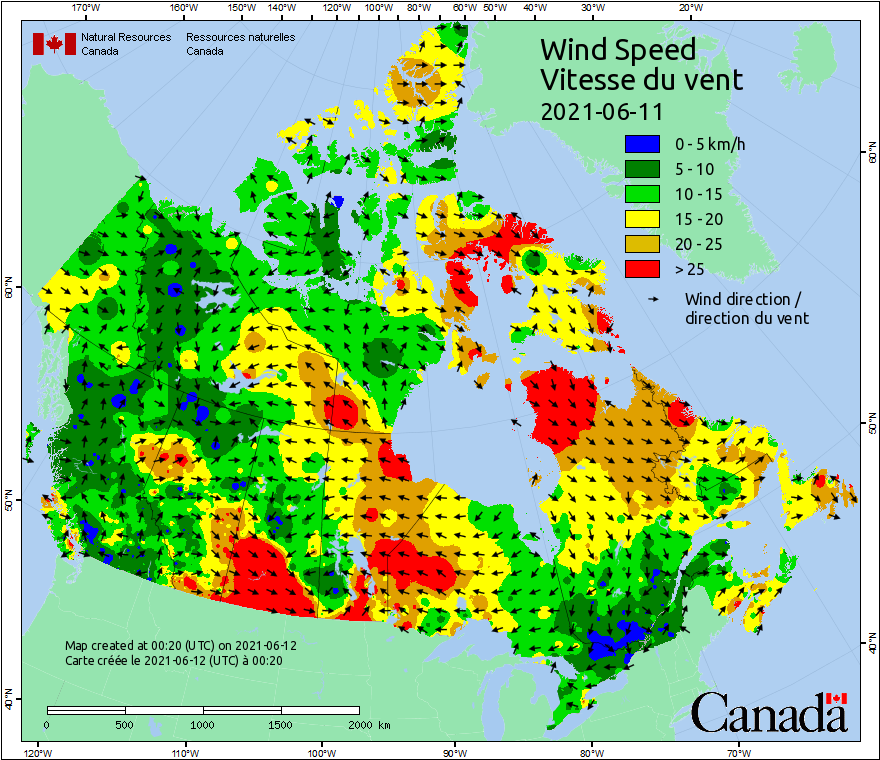 170°W 160°W 150°W 140°W 130°W 120°W 110°W 100°W 90°W 80°W 60°W 50°W 40°W 30°W 20°W
Natural Resources Ressources naturelles
Canada Canada
Wind Speed
Vitesse du vent
2021-06-11
0 - 5 km/h
5 - 10
10 - 15
15 - 20
20 - 25
> 25
Wind direction /
direction du vent
60°N
60°N
50°N
50°N
40°N
40°N
Map created at 00:20 (UTC) on 2021-06-12
Carte créée le 2021-06-12 (UTC) à 00:20
0 500 1000 1500 2000 km
Canada
120°W 110°W 100°W 90°W 80°W 70°W